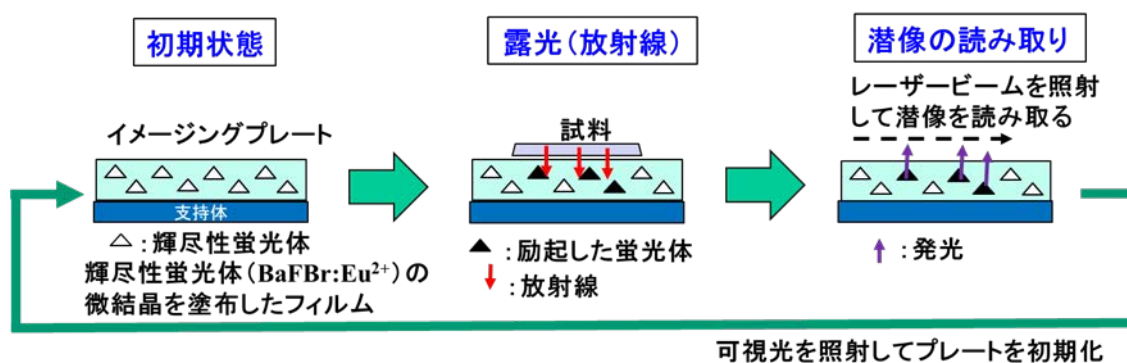 初期状態
露光(放射線)
潜像の読み取り
レーザービームを照射
して潜像を読み取る
イメージングプレート
試料
支持体
△:輝尽性蛍光体
輝尽性蛍光体(BaFBr:Eu²⁺)の
微結晶を塗布したフィルム
▲:励起した蛍光体
:放射線
:発光
可視光を照射してプレートを初期化